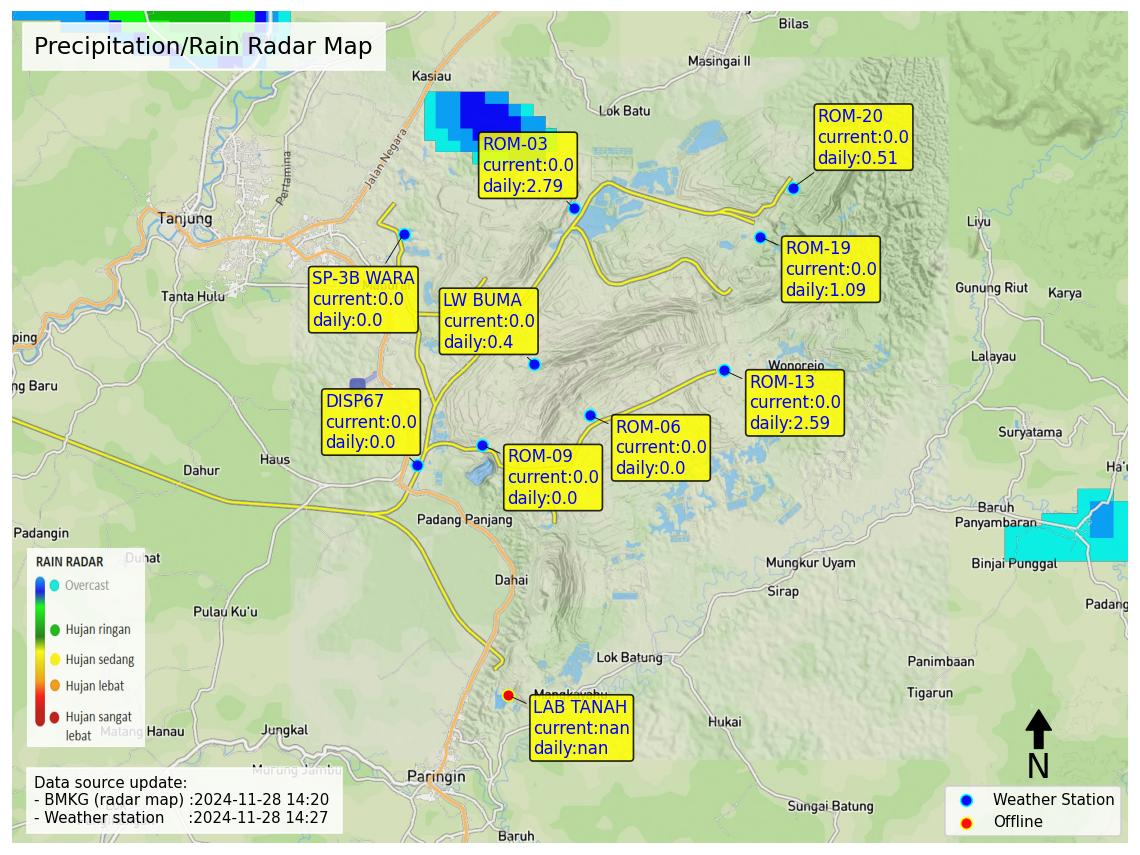 Precipitation/Rain Radar Map
Bilas
Masingai II
Kasiau
Lok Batu
Jalan Negara
Pertamina
Tanjung
Tanta Hulu
ROM-20
current:0.0
daily:0.51
ROM-03
current:0.0
daily:2.79
ROM-19
current:0.0
daily:1.09
SP-3B WARA
current:0.0
daily:0.0
LW BUMA
current:0.0
daily:0.4
Liyu
Gunung Riut
Karya
Lalayau
ping
ng Baru
Wonorejo
ROM-13
current:0.0
daily:2.59
DISP67
current:0.0
daily:0.0
ROM-06
current:0.0
daily:0.0
ROM-09
current:0.0
daily:0.0
Suryatama
Ha'u
Dahur
Haus
Padang Panjang
Baruh
Panyambaran
Binjai Punggal
Padangin
Duhat
Dahai
Mungkur Uyam
Sirap
Padang
Pulau Ku'u
RAIN RADAR
Overcast
Hujan ringan
Hujan sedang
Hujan lebat
Hujan sangat
lebat
Lok Batung
Panimbaan
Tigarun
Mangkayahu
LAB TANAH
current:nan
daily:nan
Hukai
Matang Hanau
Jungkal
Murung Jambu
Paringin
Sungai Batung
Baruh
Data source update:
- BMKG (radar map) :2024-11-28 14:20
- Weather station :2024-11-28 14:27
N
Weather Station
Offline